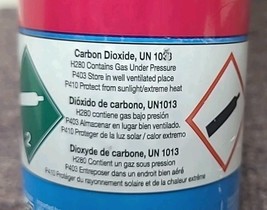 Carbon Dioxide, UN 1013
H280 Contains Gas Under Pressure
P403 Store in well ventilated place
P410 Protect from sunlight/extreme heat
Dióxido de carbono, UN1013
H280 contiene gas bajo presión
P403 Almacenar en lugar bien ventilado.
P410 Proteger de la luz solar / calor extremo
Dioxyde de carbone, UN 1013
H280 Contient un gaz sous pression
P403 Entreposer dans un endroit bien aéré
P410 Protéger du rayonnement solaire et de la chaleur extrême
2